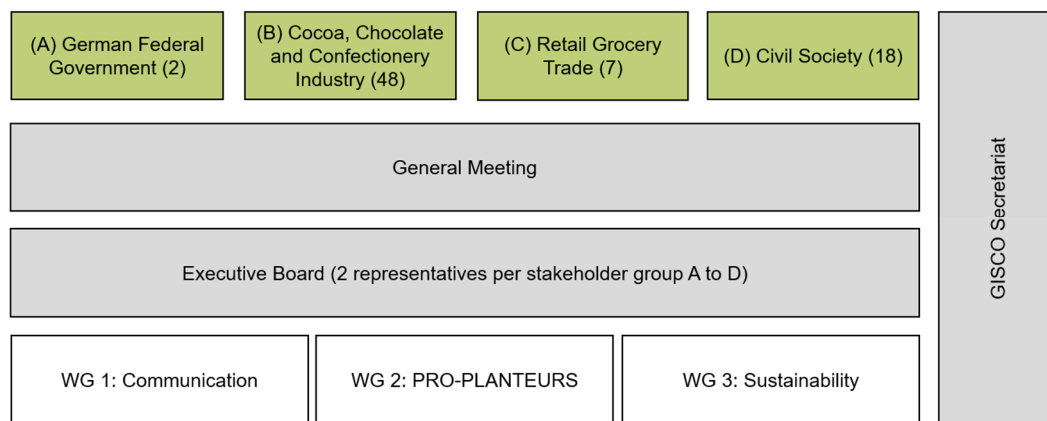 (A) German Federal
Government (2)
(B) Cocoa, Chocolate
and Confectionery
Industry (48)
(C) Retail Grocery
Trade (7)
(D) Civil Society (18)
General Meeting
Executive Board (2 representatives per stakeholder group A to D)
WG 1: Communication
WG 2: PRO-PLANTEURS
WG 3: Sustainability
GISCO Secretariat